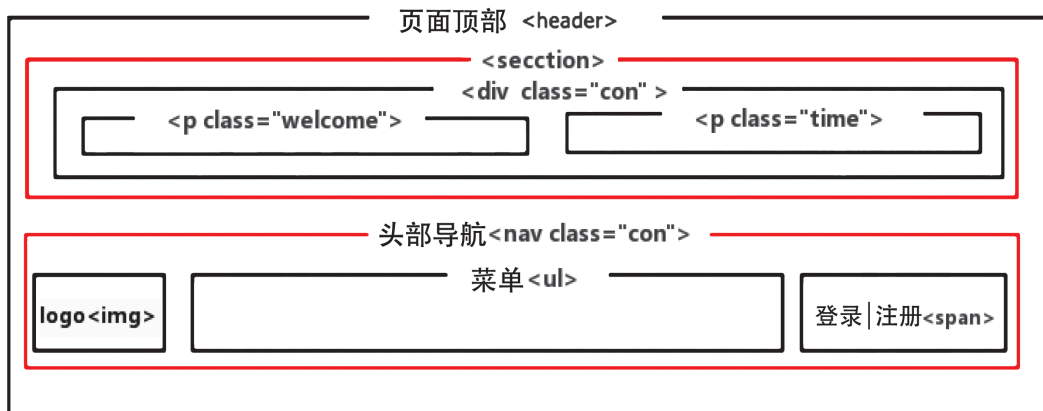 页面顶部 <header>
<secction>
<div class="con" >
<p class="welcome"> <p class="time">
头部导航<nav class="con">
菜单<ul>
logo<img> 登录|注册<span>